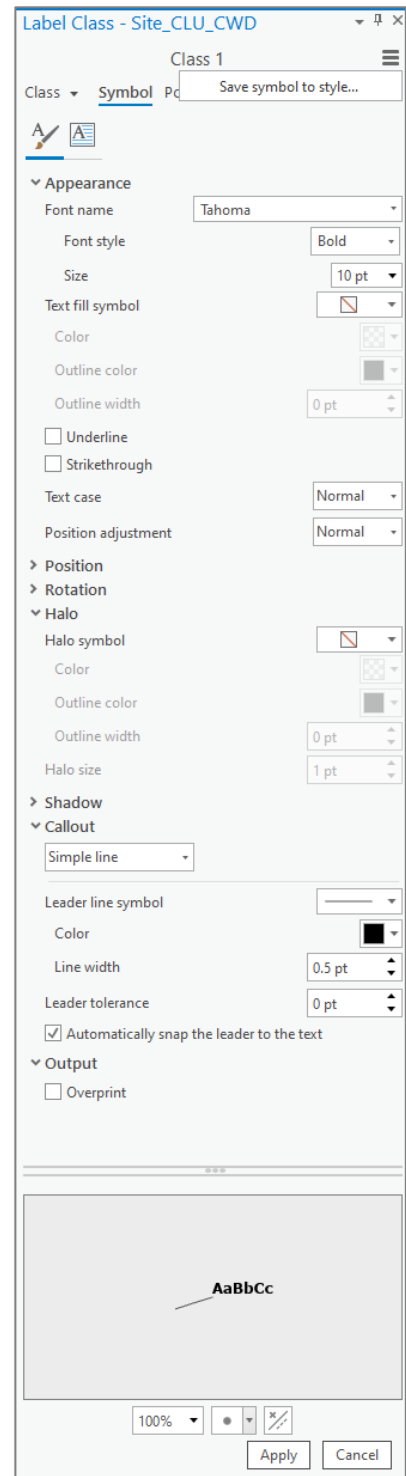 Label Class - Site_CLU_CWD
Class 1
Class Symbol Po
Save symbol to style...
Appearance
Font name Tahoma
Font style Bold
Size 10 pt
Text fill symbol
Color
Outline color
Outline width 0 pt
Underline
Strikethrough
Text case Normal
Position adjustment Normal
Position
Rotation
Halo
Halo symbol
Color
Outline color
Outline width 0 pt
Halo size 1 pt
Shadow
Callout
Simple line
Leader line symbol
Color
Line width 0.5 pt
Leader tolerance 0 pt
Automatically snap the leader to the text
Output
Overprint
AaBbCc
100%
Apply Cancel